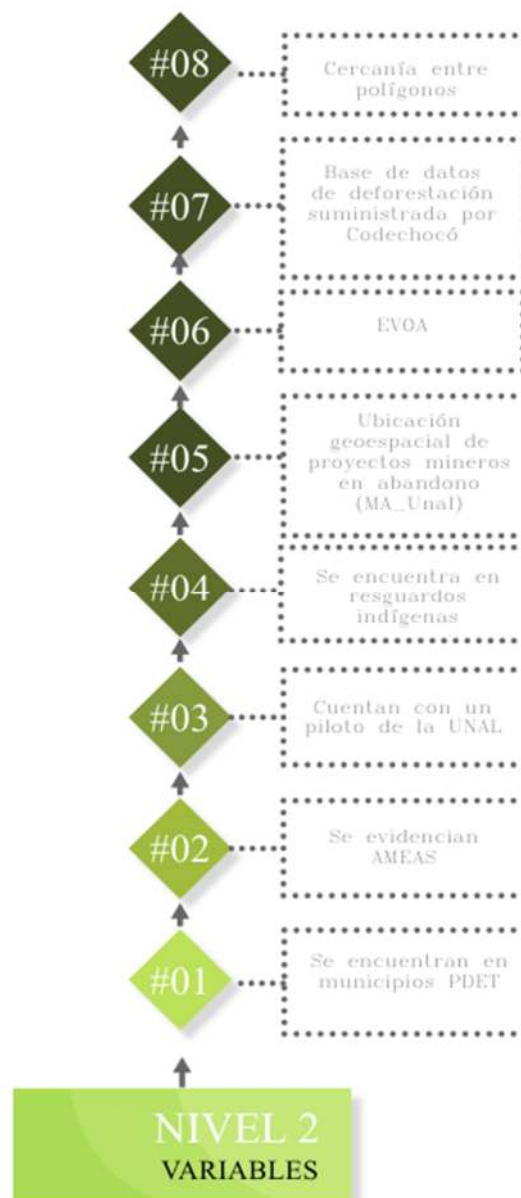 #08
Cercanía entre
polígonos
#07
Base de datos
de deforestación
suministrada por
Codechocó
#06
EVOA
#05
Ubicación
geoespacial de
proyectos mineros
en abandono
(MA_Unal)
#04
Se encuentra en
resguardos
indígenas
#03
Cuentan con un
piloto de la UNAL
#02
Se evidencian
AMEAS
#01
Se encuentran en
municipios PDET
NIVEL 2
VARIABLES